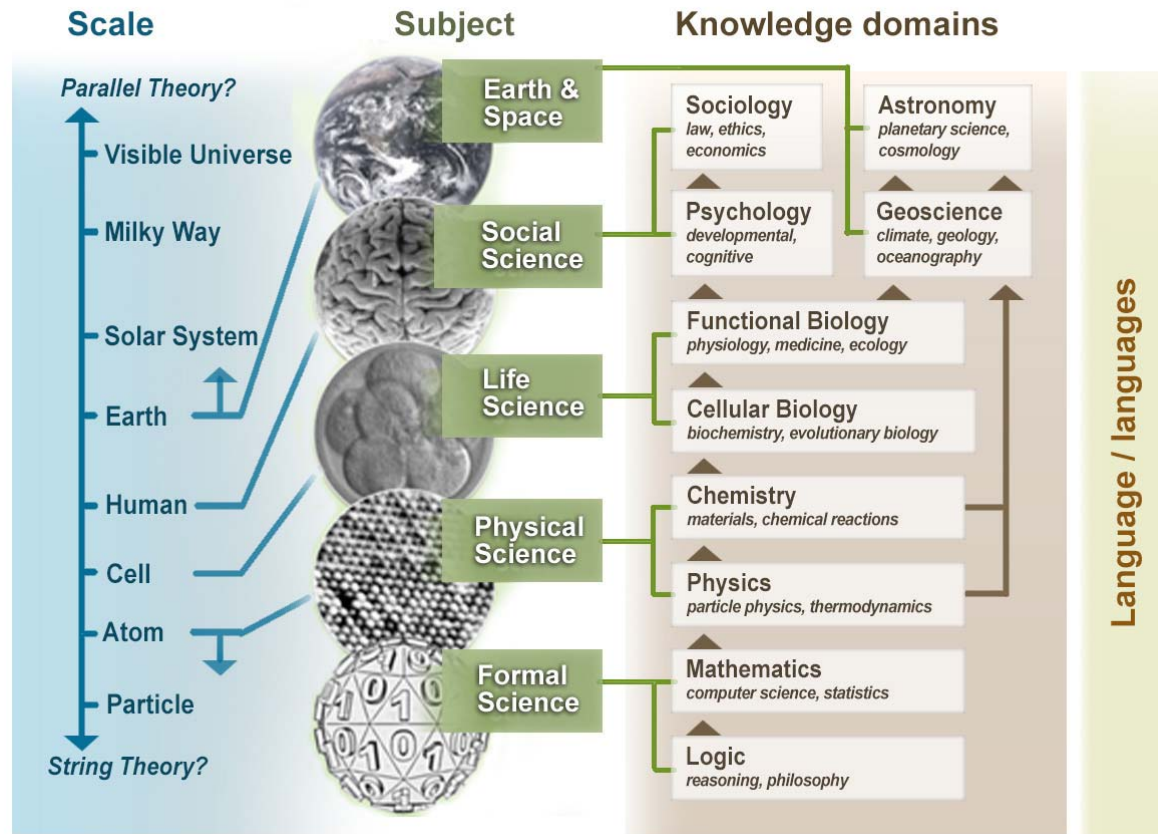 Scale
Subject
Knowledge domains
Parallel Theory?
Visible Universe
Milky Way
Solar System
Earth
Human
Cell
Atom
Particle
String Theory?
Earth &
Space
Social
Science
Life
Science
Physical
Science
Formal
Science
Sociology
law, ethics,
economics
Astronomy
planetary science,
cosmology
Psychology
developmental,
cognitive
Geoscience
climate, geology,
oceanography
Functional Biology
physiology, medicine, ecology
Cellular Biology
biochemistry, evolutionary biology
Chemistry
materials, chemical reactions
Physics
particle physics, thermodynamics
Mathematics
computer science, statistics
Logic
reasoning, philosophy
Language / languages